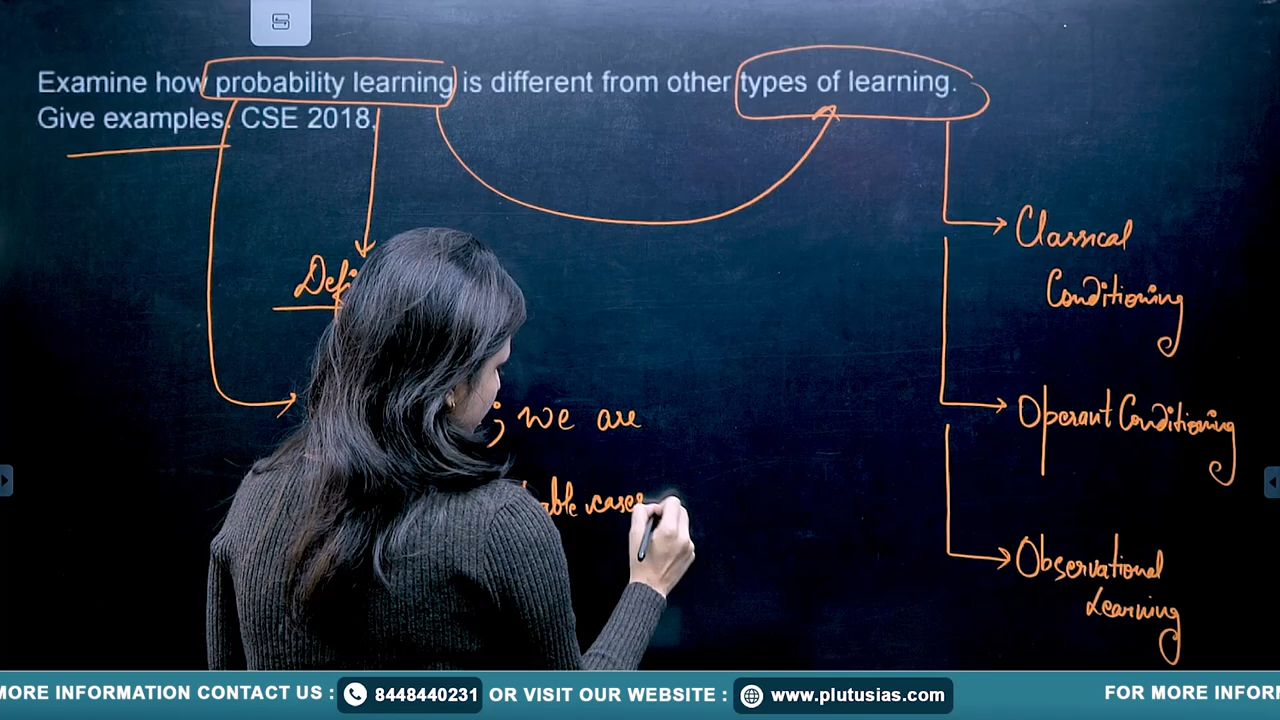 Examine how probability learning is different from other types of learning.
Give examples. CSE 2018,
Classical
Conditioning
; we are
Operant Conditioning
cases
Observational
Learning
MORE INFORMATION CONTACT US : 8448440231 OR VISIT OUR WEBSITE : www.plutusias.com FOR MORE INFORM